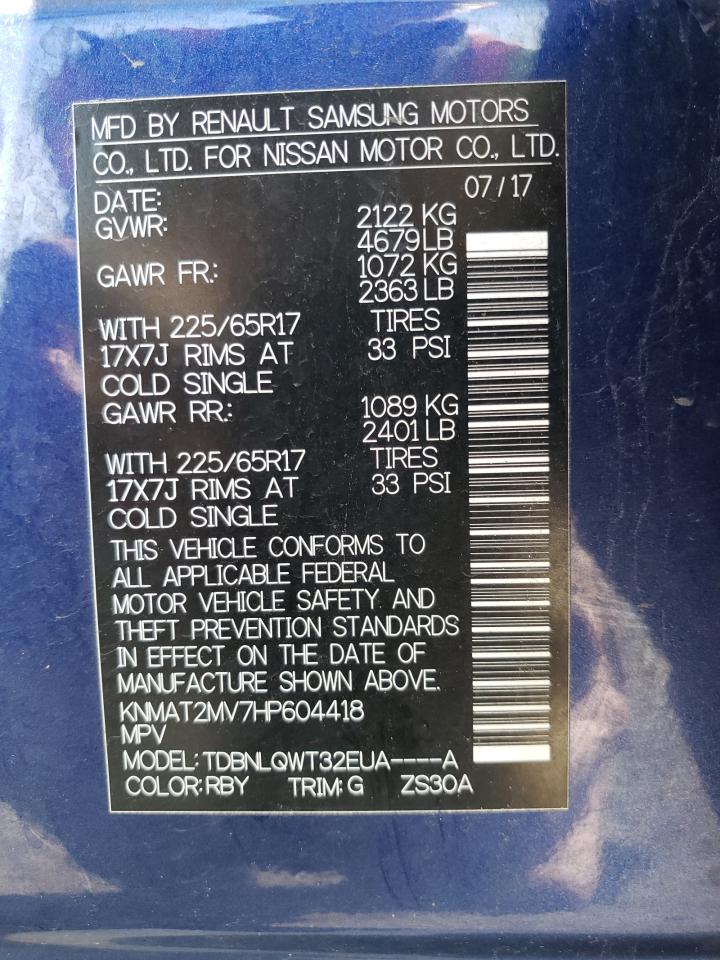 MFD BY RENAULT SAMSUNG MOTORS
CO., LTD. FOR NISSAN MOTOR CO., LTD.
DATE: 07/17
GVWR: 2122 KG
4679 LB
GAWR FR.: 1072 KG
2363 LB
WITH 225/65R17 TIRES
17X7J RIMS AT 33 PSI
COLD SINGLE
GAWR RR.: 1089 KG
2401 LB
WITH 225/65R17 TIRES
17X7J RIMS AT 33 PSI
COLD SINGLE
THIS VEHICLE CONFORMS TO
ALL APPLICABLE FEDERAL
MOTOR VEHICLE SAFETY AND
THEFT PREVENTION STANDARDS
IN EFFECT ON THE DATE OF
MANUFACTURE SHOWN ABOVE.
KNMAT2MV7HP604418
MPV
MODEL: TDBNLQWT32EUA----A
COLOR: RBY TRIM: G ZS30A